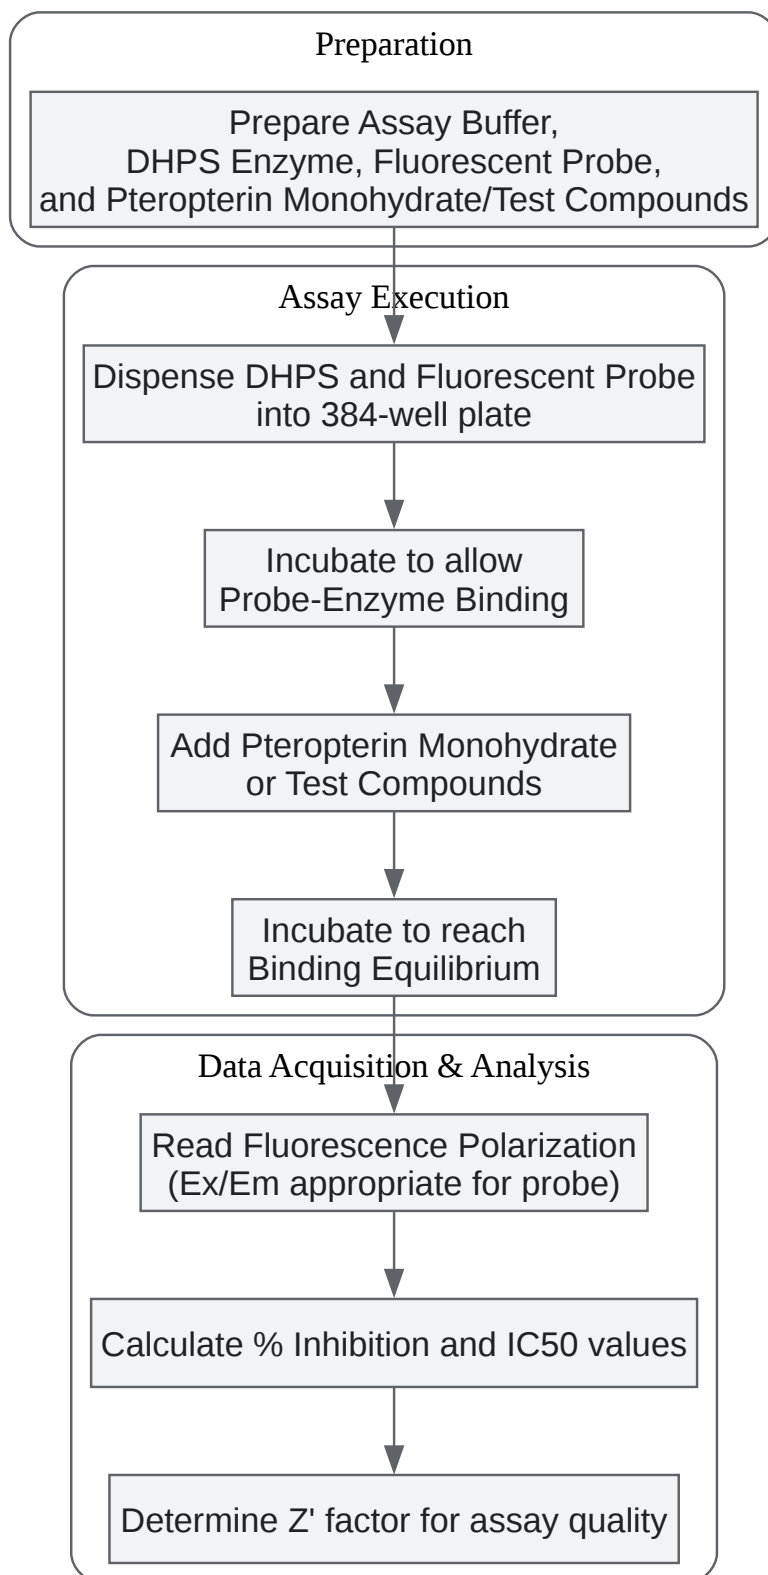 Preparation
Prepare Assay Buffer,
DHPS Enzyme, Fluorescent Probe,
and Pteropterin Monohydrate/Test Compounds
Assay Execution
Dispense DHPS and Fluorescent Probe
into 384-well plate
Incubate to allow
Probe-Enzyme Binding
Add Pteropterin Monohydrate
or Test Compounds
Incubate to reach
Binding Equilibrium
Data Acquisition & Analysis
Read Fluorescence Polarization
(Ex/Em appropriate for probe)
Calculate % Inhibition and IC50 values
Determine Z' factor for assay quality